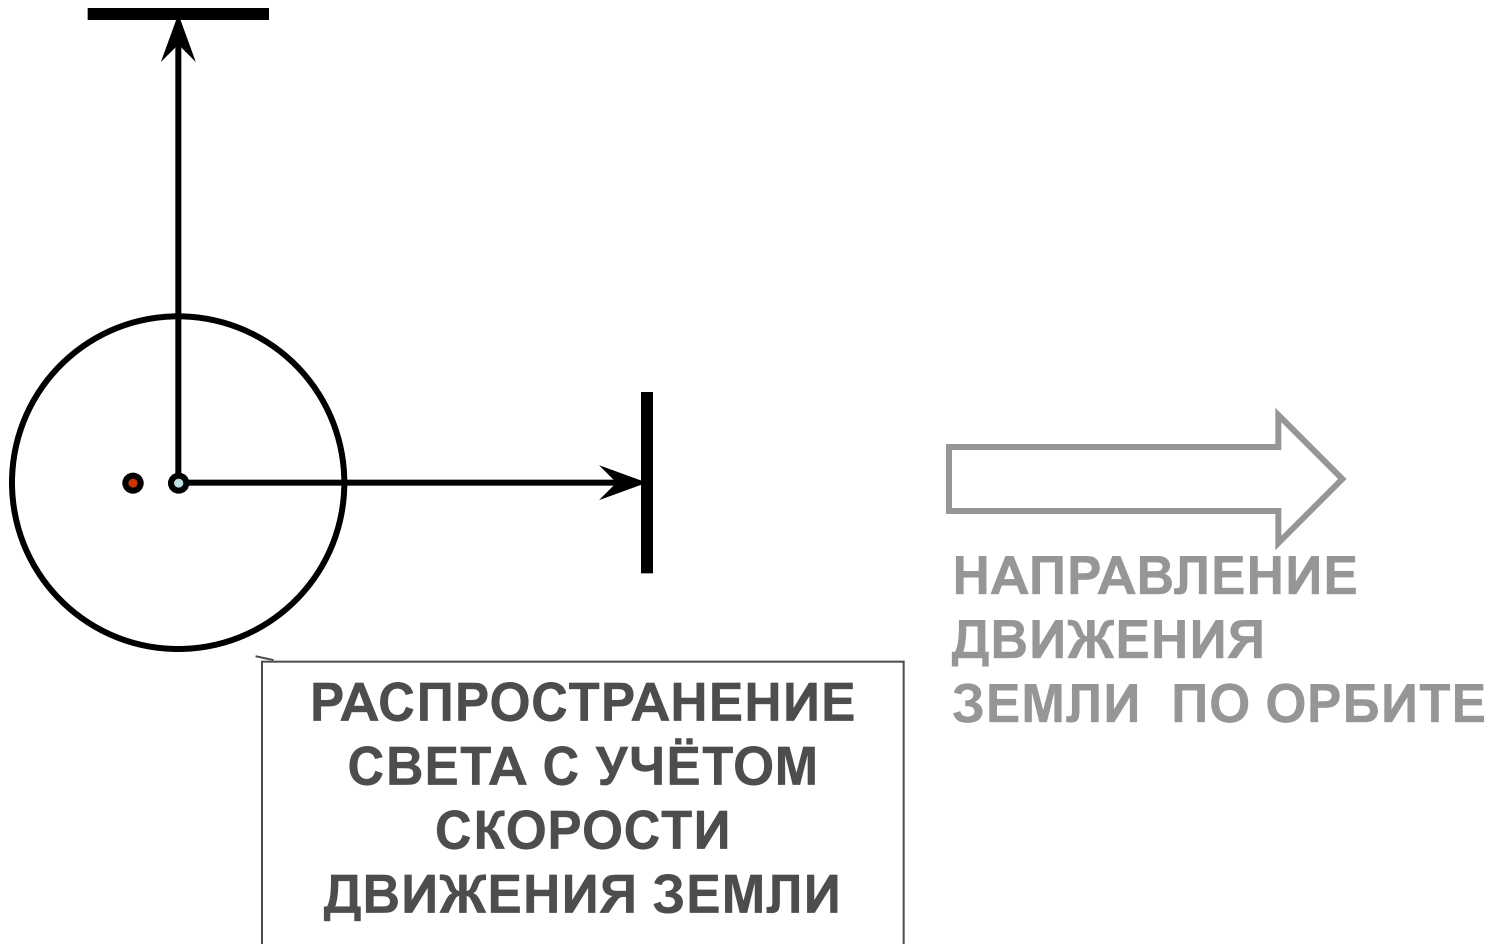 НАПРАВЛЕНИЕ
ДВИЖЕНИЯ
ЗЕМЛИ ПО ОРБИТЕ
РАСПРОСТРАНЕНИЕ
СВЕТА С УЧЁТОМ
СКОРОСТИ
ДВИЖЕНИЯ ЗЕМЛИ